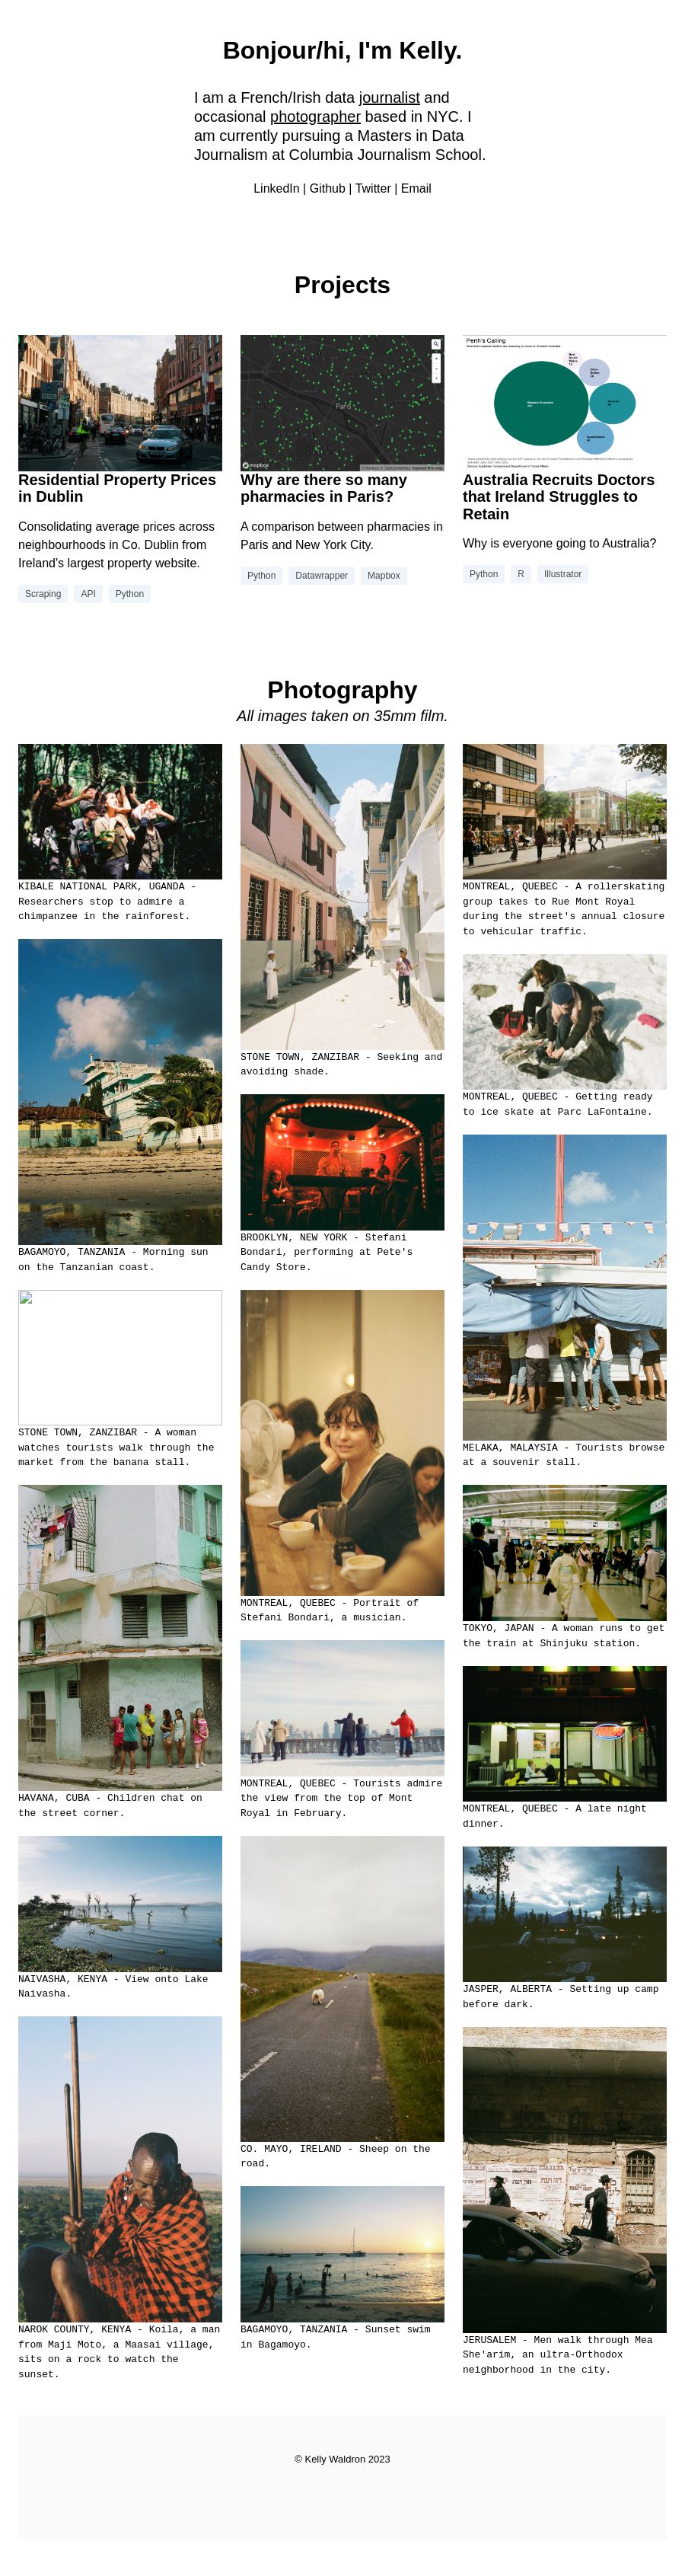 Bonjour/hi, I'm Kelly.
I am a French/Irish data journalist and
occasional photographer based in NYC. I
am currently pursuing a Masters in Data
Journalism at Columbia Journalism School.
LinkedIn | Github | Twitter | Email
Projects
Paris
mapbox
Perth's Calling
Residential Property Prices
in Dublin
Consolidating average prices across
neighbourhoods in Co. Dublin from
Ireland's largest property website.
Scraping API Python
Why are there so many
pharmacies in Paris?
A comparison between pharmacies in
Paris and New York City.
Python Datawrapper Mapbox
Australia Recruits Doctors
that Ireland Struggles to
Retain
Why is everyone going to Australia?
Python R Illustrator
Photography
All images taken on 35mm film.
KIBALE NATIONAL PARK, UGANDA -
Researchers stop to admire a
chimpanzee in the rainforest.
BAGAMOYO, TANZANIA - Morning sun
on the Tanzanian coast.
STONE TOWN, ZANZIBAR - A woman
watches tourists walk through the
market from the banana stall.
HAVANA, CUBA - Children chat on
the street corner.
NAIVASHA, KENYA - View onto Lake
Naivasha.
NAROK COUNTY, KENYA - Koila, a man
from Maji Moto, a Maasai village,
sits on a rock to watch the
sunset.
STONE TOWN, ZANZIBAR - Seeking and
avoiding shade.
BROOKLYN, NEW YORK - Stefani
Bondari, performing at Pete's
Candy Store.
MONTREAL, QUEBEC - Portrait of
Stefani Bondari, a musician.
MONTREAL, QUEBEC - Tourists admire
the view from the top of Mont
Royal in February.
CO. MAYO, IRELAND - Sheep on the
road.
BAGAMOYO, TANZANIA - Sunset swim
in Bagamoyo.
MONTREAL, QUEBEC - A rollerskating
group takes to Rue Mont Royal
during the street's annual closure
to vehicular traffic.
MONTREAL, QUEBEC - Getting ready
to ice skate at Parc LaFontaine.
MELAKA, MALAYSIA - Tourists browse
at a souvenir stall.
TOKYO, JAPAN - A woman runs to get
the train at Shinjuku station.
FRITES
MONTREAL, QUEBEC - A late night
dinner.
JASPER, ALBERTA - Setting up camp
before dark.
JERUSALEM - Men walk through Mea
She'arim, an ultra-Orthodox
neighborhood in the city.
© Kelly Waldron 2023